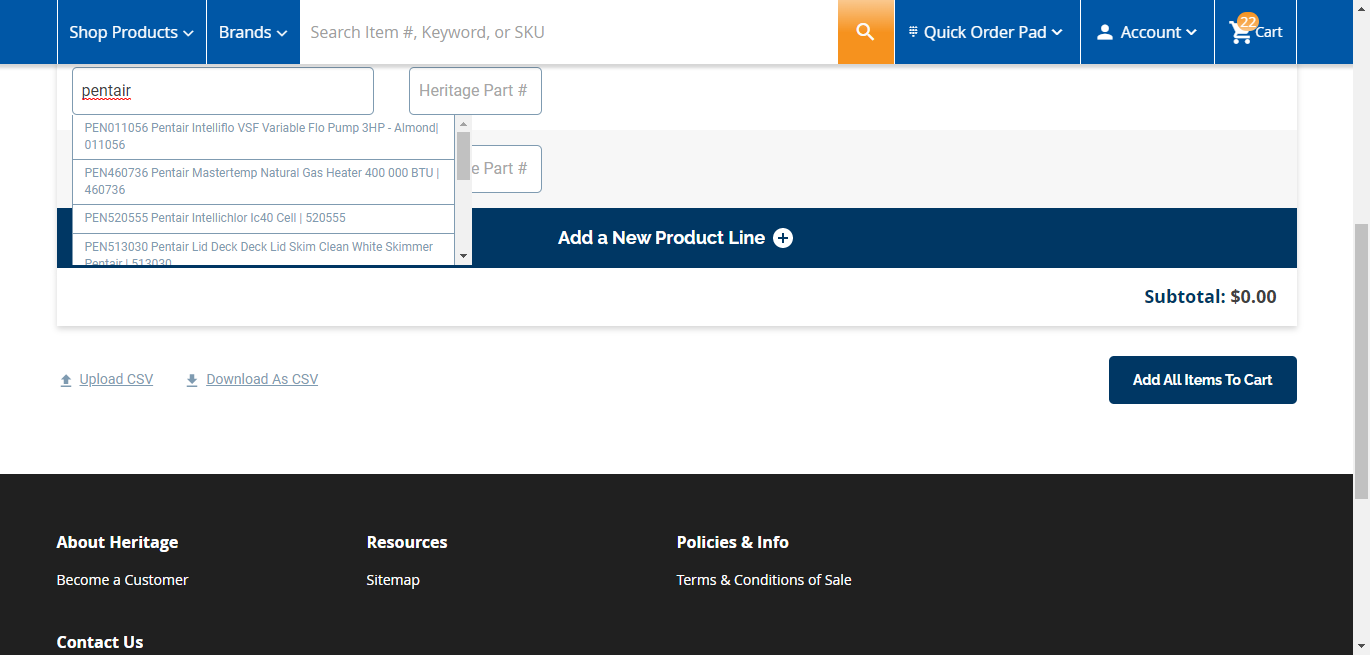 Shop Products
Brands
Search Item #, Keyword, or SKU
Quick Order Pad
Account
22
Cart
pentair
Heritage Part #
PEN011056 Pentair Intelliflo VSF Variable Flo Pump 3HP - Almond|
011056
PEN460736 Pentair Mastertemp Natural Gas Heater 400 000 BTU |
460736
e Part #
PEN520555 Pentair Intellichlor Ic40 Cell | 520555
PEN513030 Pentair Lid Deck Deck Lid Skim Clean White Skimmer
Pentair | 513030
Add a New Product Line
Subtotal: $0.00
Upload CSV
Download As CSV
Add All Items To Cart
About Heritage
Resources
Policies & Info
Become a Customer
Sitemap
Terms & Conditions of Sale
Contact Us